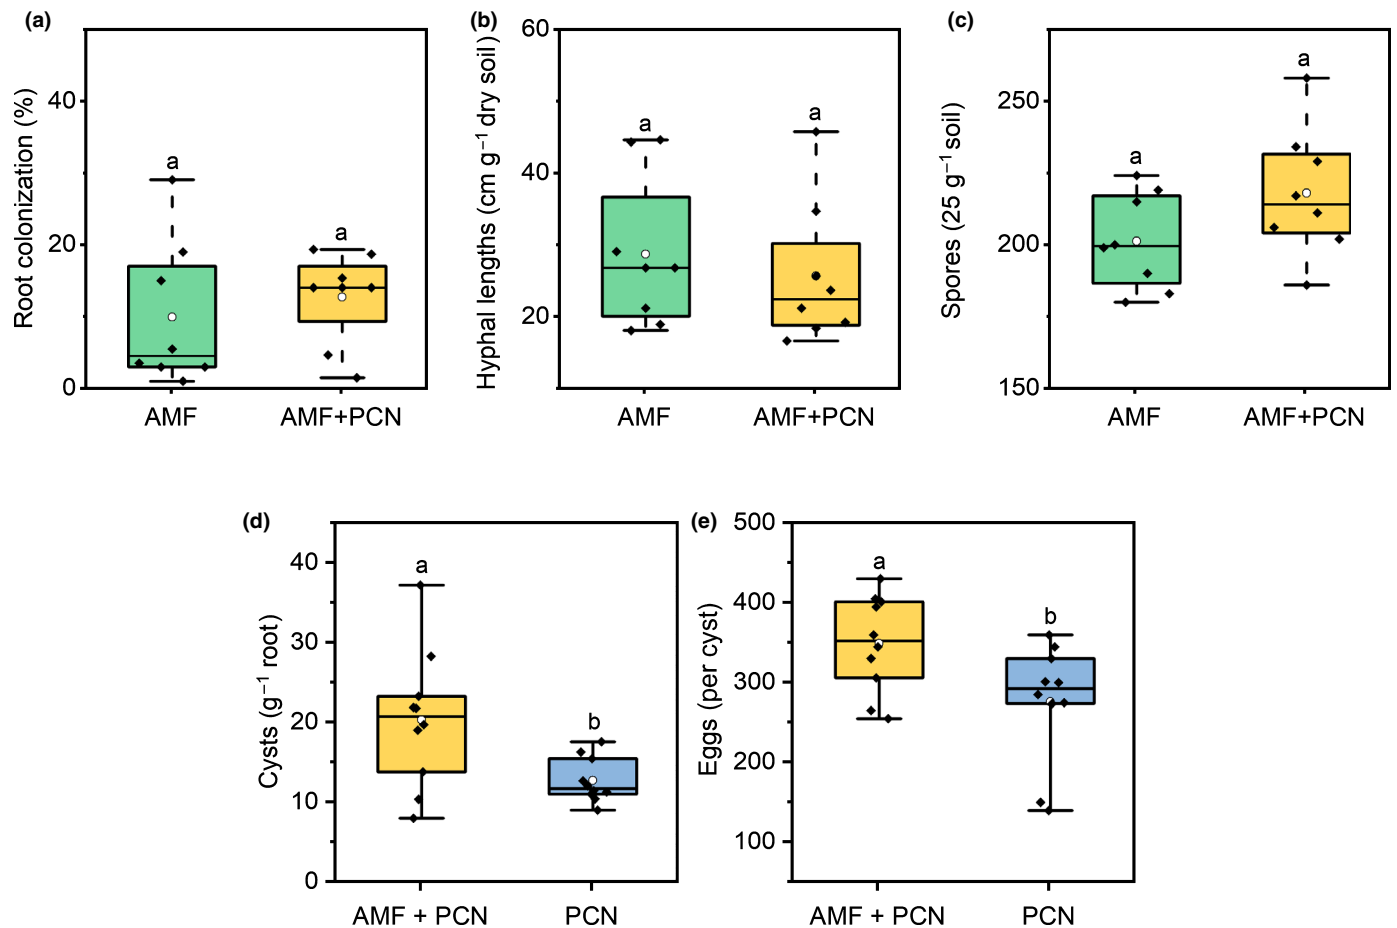 (a)
Root colonization (%)
40
20
0
a
a
AMF
AMF+PCN
(b)
Hyphal lengths (cm g⁻¹ dry soil)
60
40
20
a
a
AMF
AMF+PCN
(c)
Spores (25 g⁻¹ soil)
250
200
150
a
a
AMF
AMF+PCN
(d)
Cysts (g⁻¹ root)
40
30
20
10
0
a
b
AMF + PCN
PCN
(e)
Eggs (per cyst)
500
400
300
200
100
a
b
AMF + PCN
PCN